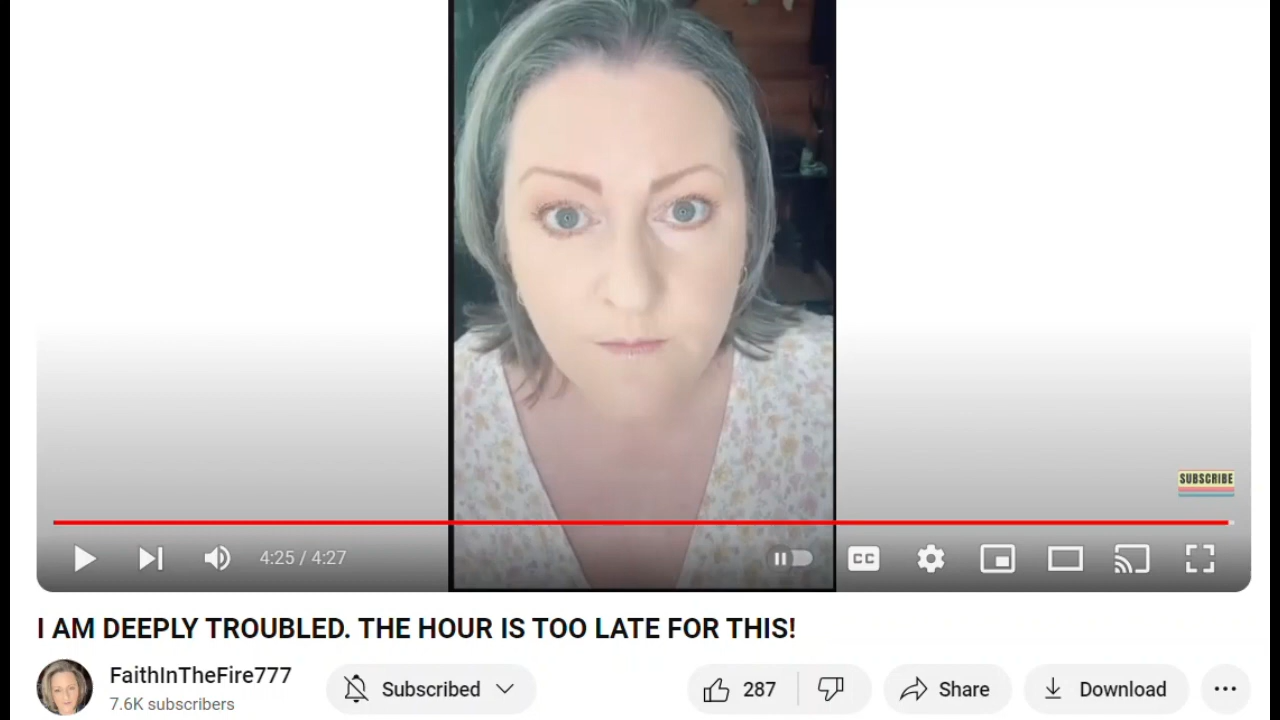 SUBSCRIBE
4:25 / 4:27
CC
I AM DEEPLY TROUBLED. THE HOUR IS TOO LATE FOR THIS!
FaithInTheFire777
7.6K subscribers
Subscribed
287
Share
Download